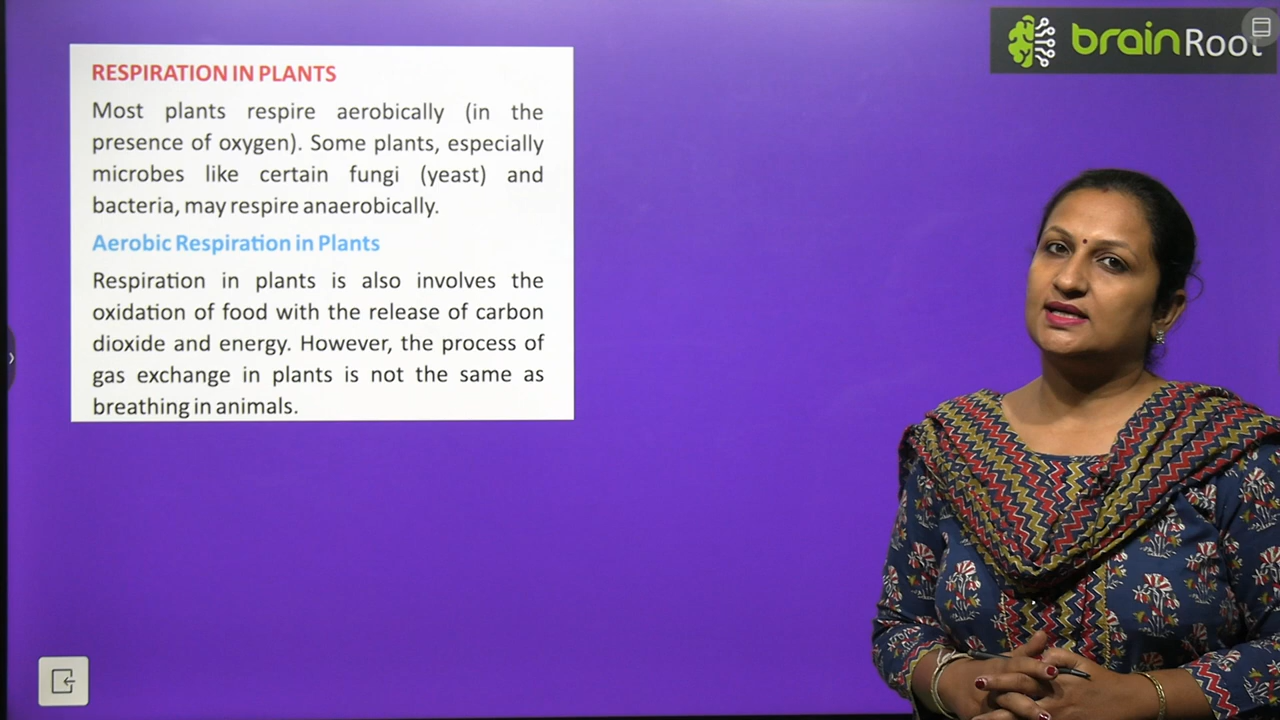 brainRoot
RESPIRATION IN PLANTS
Most plants respire aerobically (in the
presence of oxygen). Some plants, especially
microbes like certain fungi (yeast) and
bacteria, may respire anaerobically.
Aerobic Respiration in Plants
Respiration in plants is also involves the
oxidation of food with the release of carbon
dioxide and energy. However, the process of
gas exchange in plants is not the same as
breathing in animals.